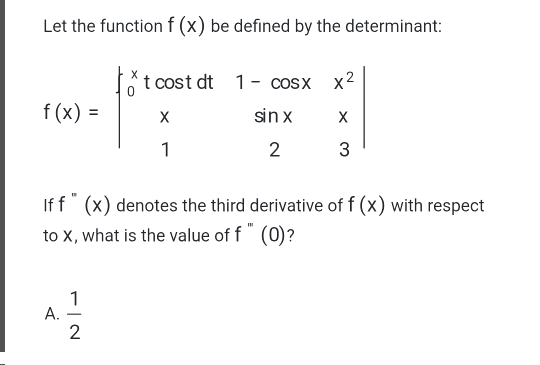 Let the function f (x) be defined by the determinant:
f (x) = | ∫₀ˣ t cost dt 1 − cosx x² |
x sin x x
1 2 3
If f ''' (x) denotes the third derivative of f (x) with respect
to x, what is the value of f ''' (0)?
A. 1/2